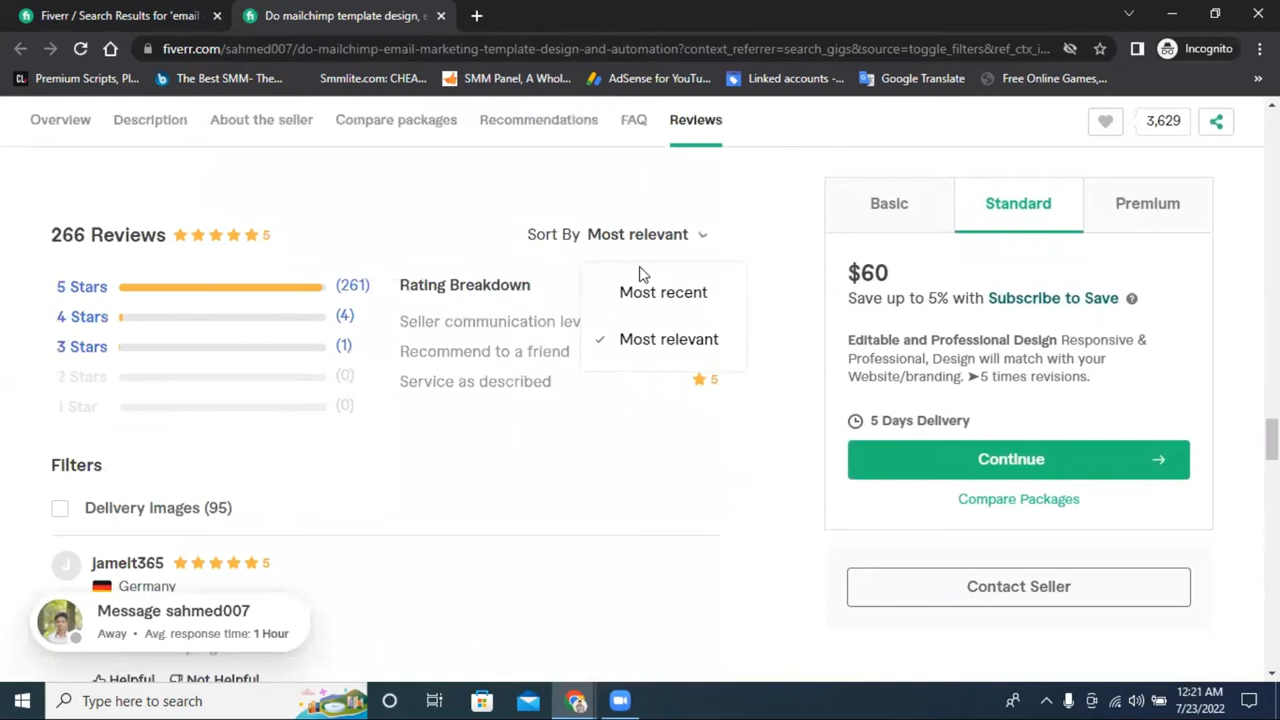 Fiverr / Search Results for 'email
Do mailchimp template design, e
fiverr.com/sahmed007/do-mailchimp-email-marketing-template-design-and-automation?context_referrer=search_gigs&source=toggle_filters&ref_ctx_i...
Incognito
CL Premium Scripts, Pl...
The Best SMM- The...
Smmlite.com: CHEA...
SMM Panel, A Whol...
AdSense for YouTu...
Linked accounts -...
Google Translate
Free Online Games,...
»
Overview
Description
About the seller
Compare packages
Recommendations
FAQ
Reviews
3,629
266 Reviews 5
Sort By Most relevant
Most recent
Most relevant
5 Stars (261)
4 Stars (4)
3 Stars (1)
2 Stars (0)
1 Star (0)
Rating Breakdown
Seller communication lev
Recommend to a friend
Service as described 5
Filters
Delivery Images (95)
J jamelt365 5
Germany
Message sahmed007
Away • Avg. response time: 1 Hour
Helpful Not Helpful
Basic
Standard
Premium
$60
Save up to 5% with Subscribe to Save ?
Editable and Professional Design Responsive &
Professional, Design will match with your
Website/branding. ➤5 times revisions.
5 Days Delivery
Continue →
Compare Packages
Contact Seller
Type here to search
12:21 AM
7/23/2022